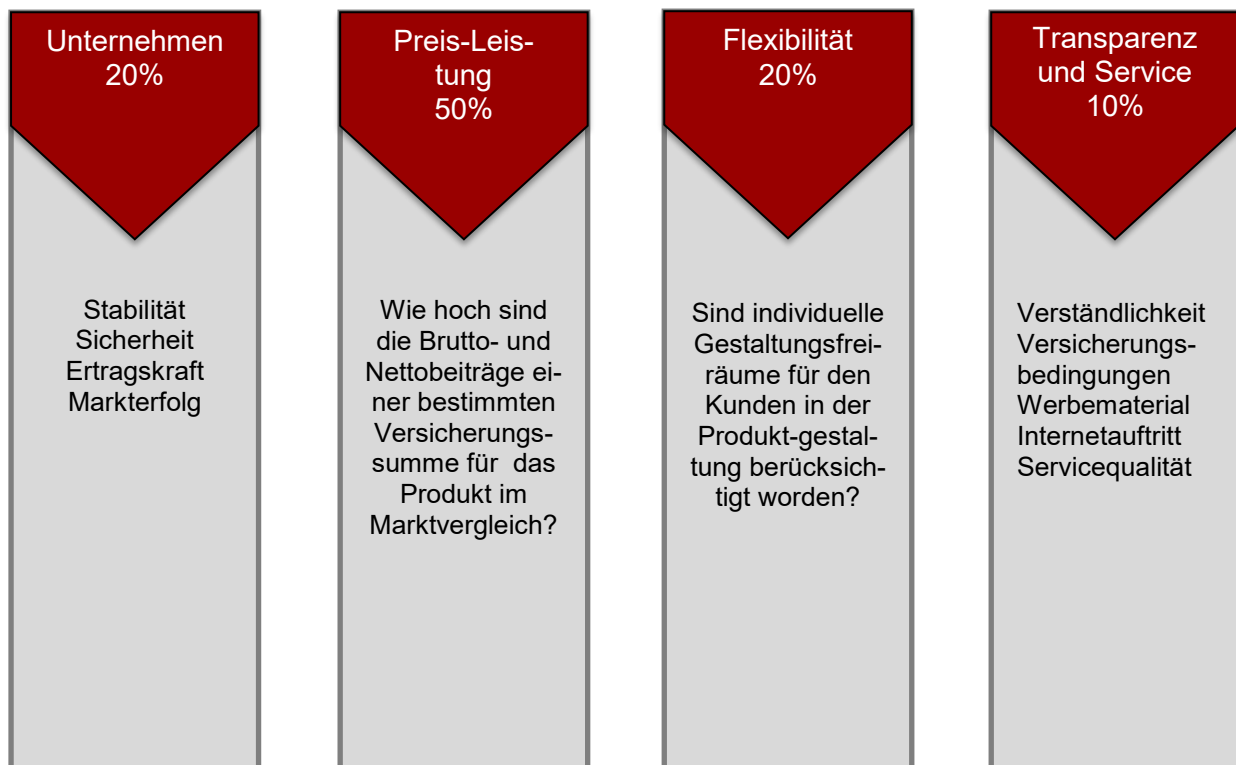 Unternehmen
20%
Stabilität
Sicherheit
Ertragskraft
Markterfolg
Preis-Leis-
tung
50%
Wie hoch sind
die Brutto- und
Nettobeiträge ei-
ner bestimmten
Versicherungs-
summe für  das
Produkt im
Marktvergleich?
Flexibilität
20%
Sind individuelle
Gestaltungsfrei-
räume für den
Kunden in der
Produkt-gestal-
tung berücksich-
tigt worden?
Transparenz
und Service
10%
Verständlichkeit
Versicherungs-
bedingungen
Werbematerial
Internetauftritt
Servicequalität